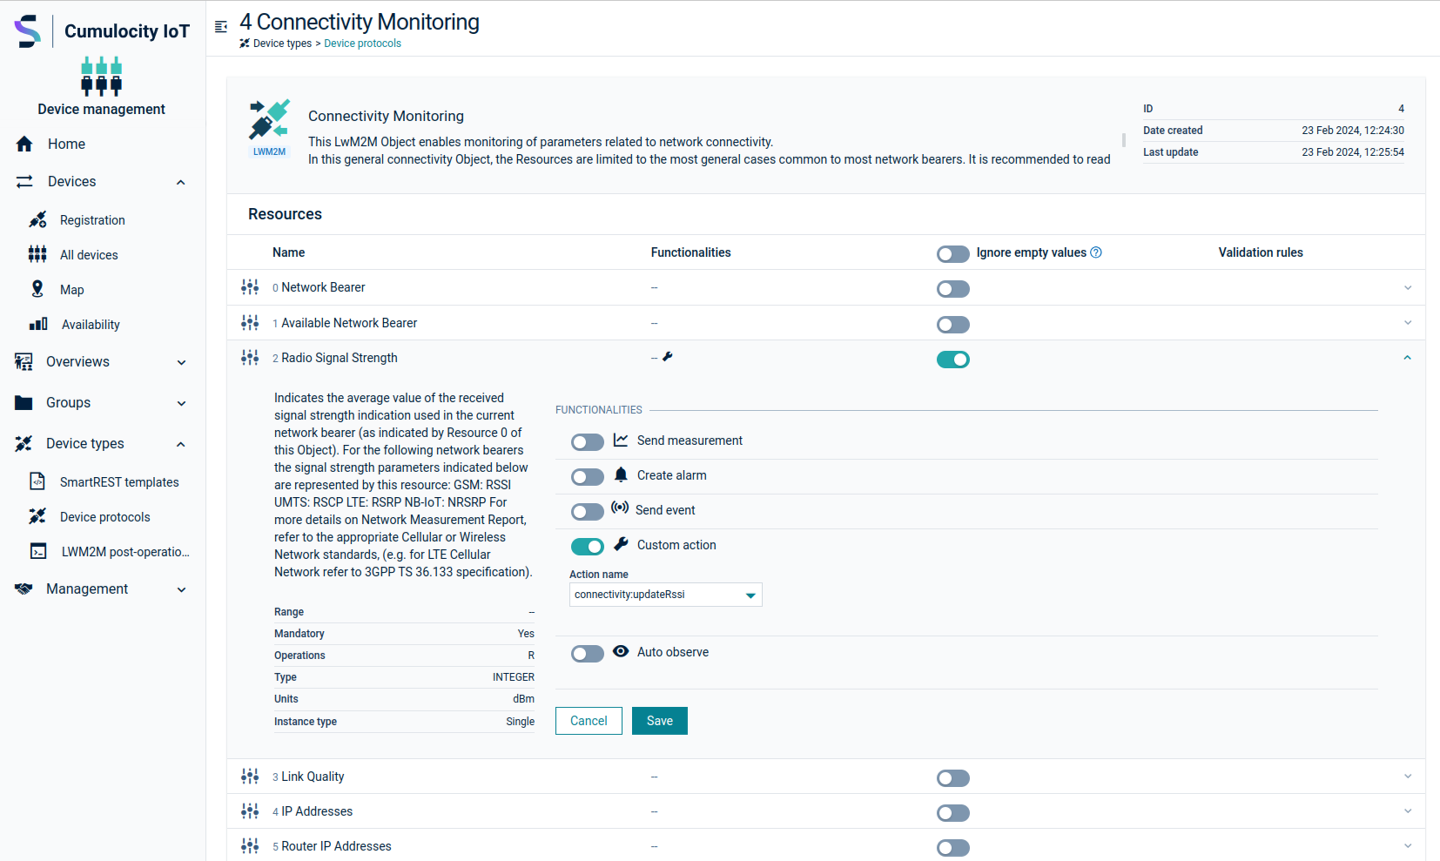 Cumulocity IoT
Device management
Home
Devices
Registration
All devices
Map
Availability
Overviews
Groups
Device types
SmartREST templates
Device protocols
LWM2M post-operatio...
Management
4 Connectivity Monitoring
Device types > Device protocols
LWM2M
Connectivity Monitoring
This LwM2M Object enables monitoring of parameters related to network connectivity.
In this general connectivity Object, the Resources are limited to the most general cases common to most network bearers. It is recommended to read
ID 4
Date created 23 Feb 2024, 12:24:30
Last update 23 Feb 2024, 12:25:54
Resources
Name Functionalities Ignore empty values ? Validation rules
0 Network Bearer --
1 Available Network Bearer --
2 Radio Signal Strength --
Indicates the average value of the received
signal strength indication used in the current
network bearer (as indicated by Resource 0 of
this Object). For the following network bearers
the signal strength parameters indicated below
are represented by this resource: GSM: RSSI
UMTS: RSCP LTE: RSRP NB-IoT: NRSRP For
more details on Network Measurement Report,
refer to the appropriate Cellular or Wireless
Network standards, (e.g. for LTE Cellular
Network refer to 3GPP TS 36.133 specification).
Range --
Mandatory Yes
Operations R
Type INTEGER
Units dBm
Instance type Single
FUNCTIONALITIES
Send measurement
Create alarm
Send event
Custom action
Action name
connectivity:updateRssi
Auto observe
Cancel Save
3 Link Quality --
4 IP Addresses --
5 Router IP Addresses --